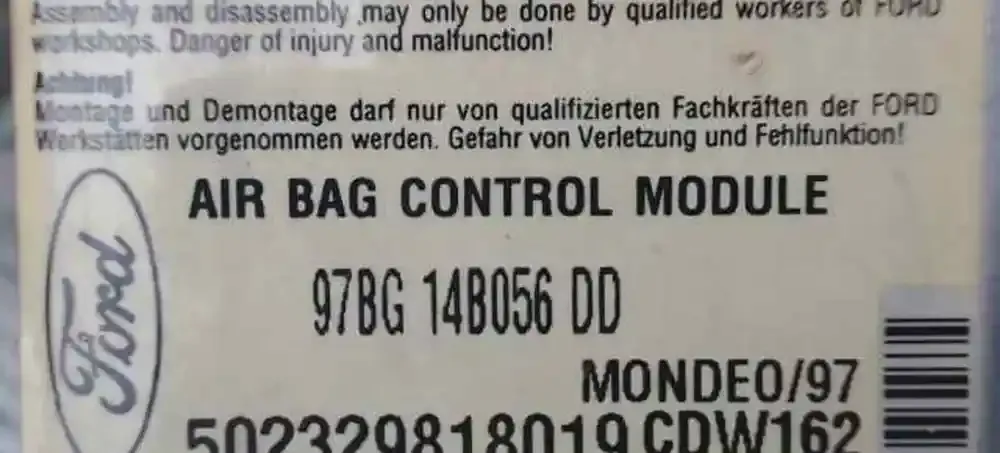 Assembly and disassembly ,may only be done by qualified workers of FORD
workshops. Danger of injury and malfunction!
Achtung!
Montage und Demontage darf nur von qualifizierten Fachkräften der FORD
Werkstätten vorgenommen werden. Gefahr von Verletzung und Fehlfunktion!
AIR BAG CONTROL MODULE
Ford
97BG 14B056 DD
MONDEO/97
502329818019 CDW162